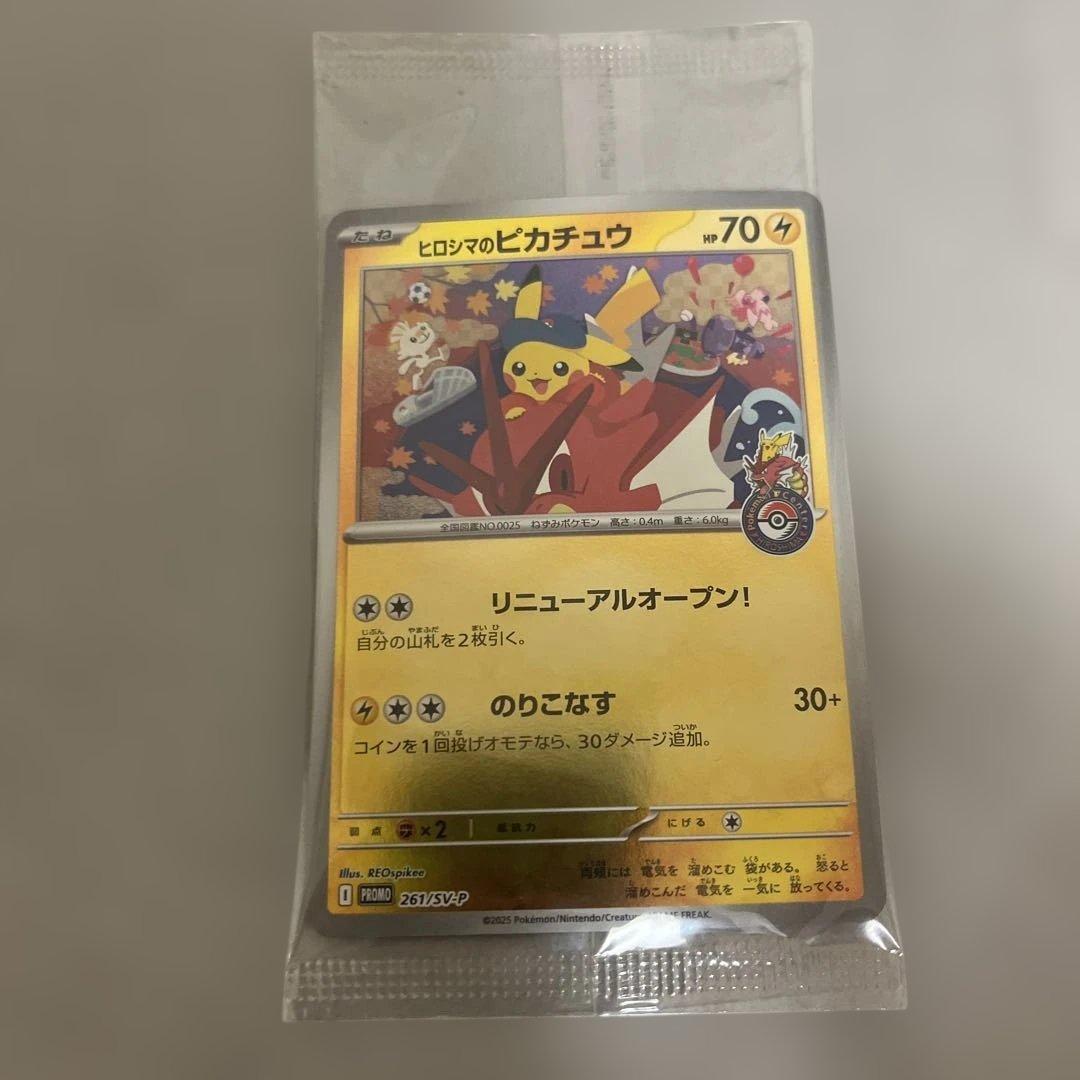 たね
ヒロシマのピカチュウ
HP 70
Pokémon Center
HIROSHIMA
全国図鑑NO.0025 ねずみポケモン 高さ:0.4m 重さ:6.0kg
リニューアルオープン!
自分の山札を2枚引く。
のりこなす 30+
コインを1回投げオモテなら、30ダメージ追加。
弱点 ×2 抵抗力 にげる
Illus. REOspikee
両頬には 電気を 溜めこむ 袋がある。 怒ると
溜めこんだ 電気を 一気に 放ってくる。
I PROMO 261/SV-P
©2025 Pokémon/Nintendo/Creatur GAME FREAK.